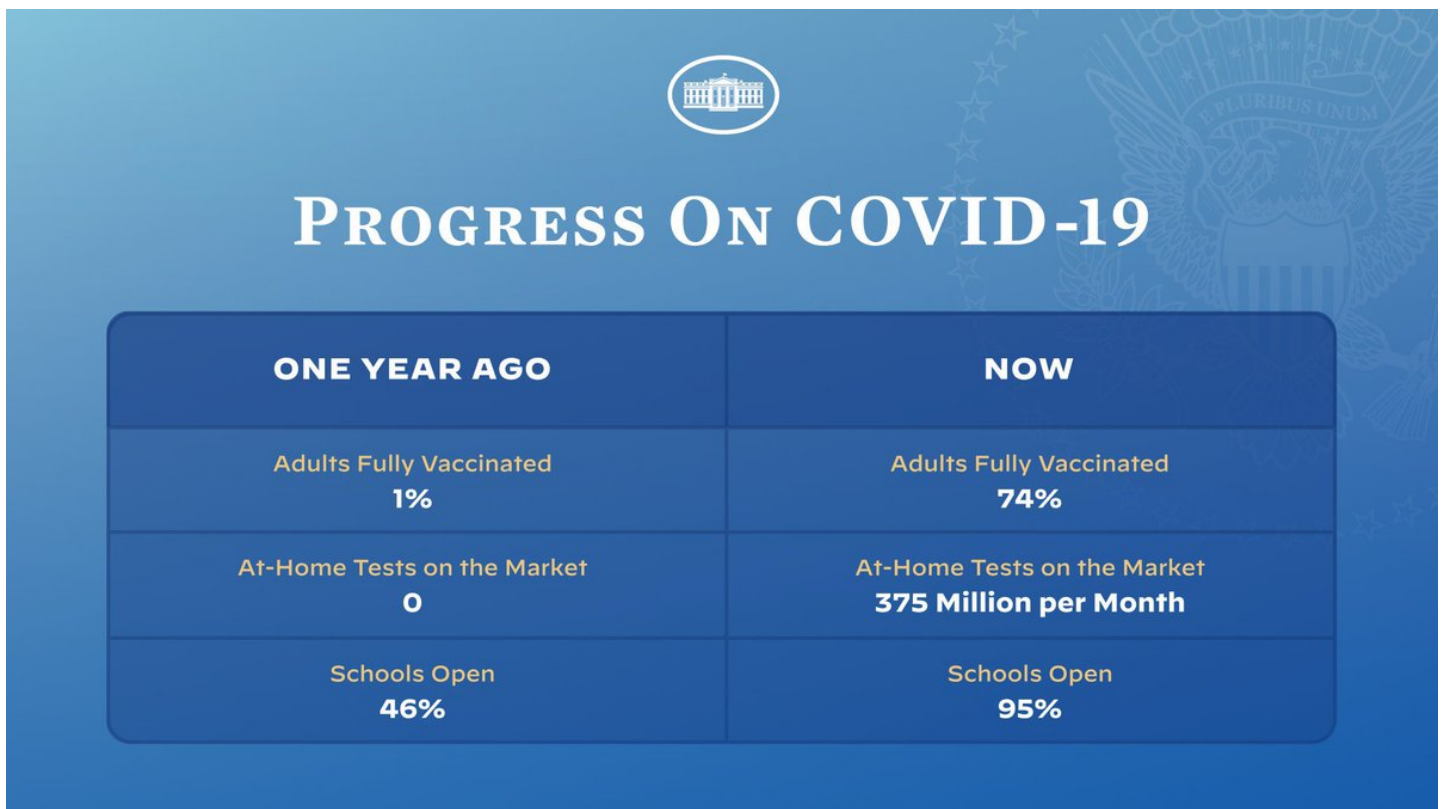 E PLURIBUS UNUM
PROGRESS ON COVID-19
ONE YEAR AGO
NOW
Adults Fully Vaccinated
1%
Adults Fully Vaccinated
74%
At-Home Tests on the Market
0
At-Home Tests on the Market
375 Million per Month
Schools Open
46%
Schools Open
95%